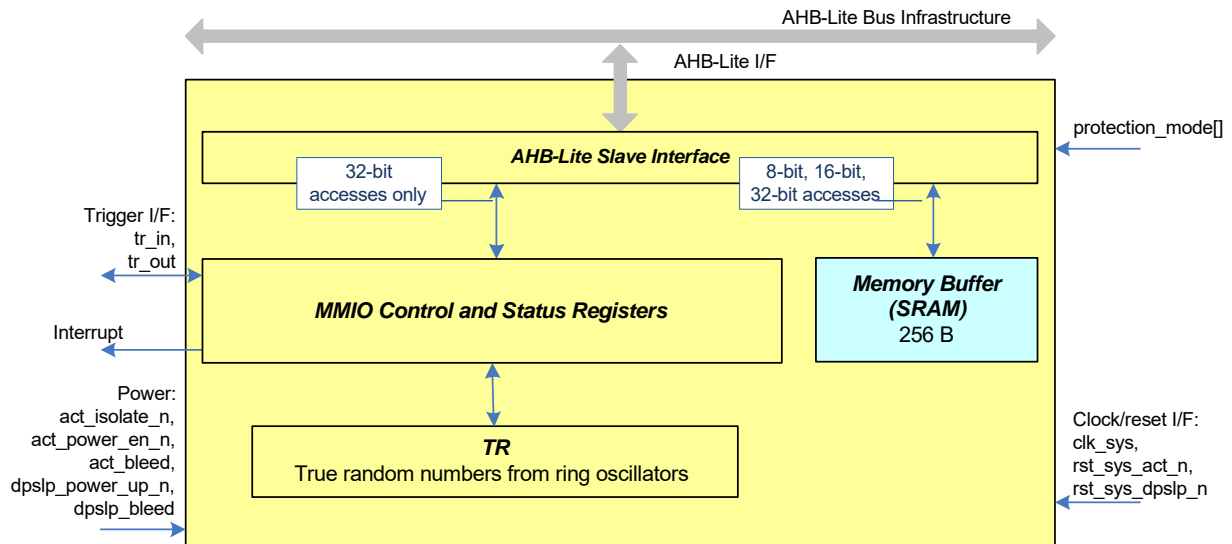 AHB-Lite Bus Infrastructure
AHB-Lite I/F
protection_mode[]
AHB-Lite Slave Interface
32-bit
accesses only
8-bit, 16-bit,
32-bit accesses
Trigger I/F:
tr_in,
tr_out
MMIO Control and Status Registers
Memory Buffer
(SRAM)
256 B
Interrupt
Power:
act_isolate_n,
act_power_en_n,
act_bleed,
dpslp_power_up_n,
dpslp_bleed
TR
True random numbers from ring oscillators
Clock/reset I/F:
clk_sys,
rst_sys_act_n,
rst_sys_dpslp_n